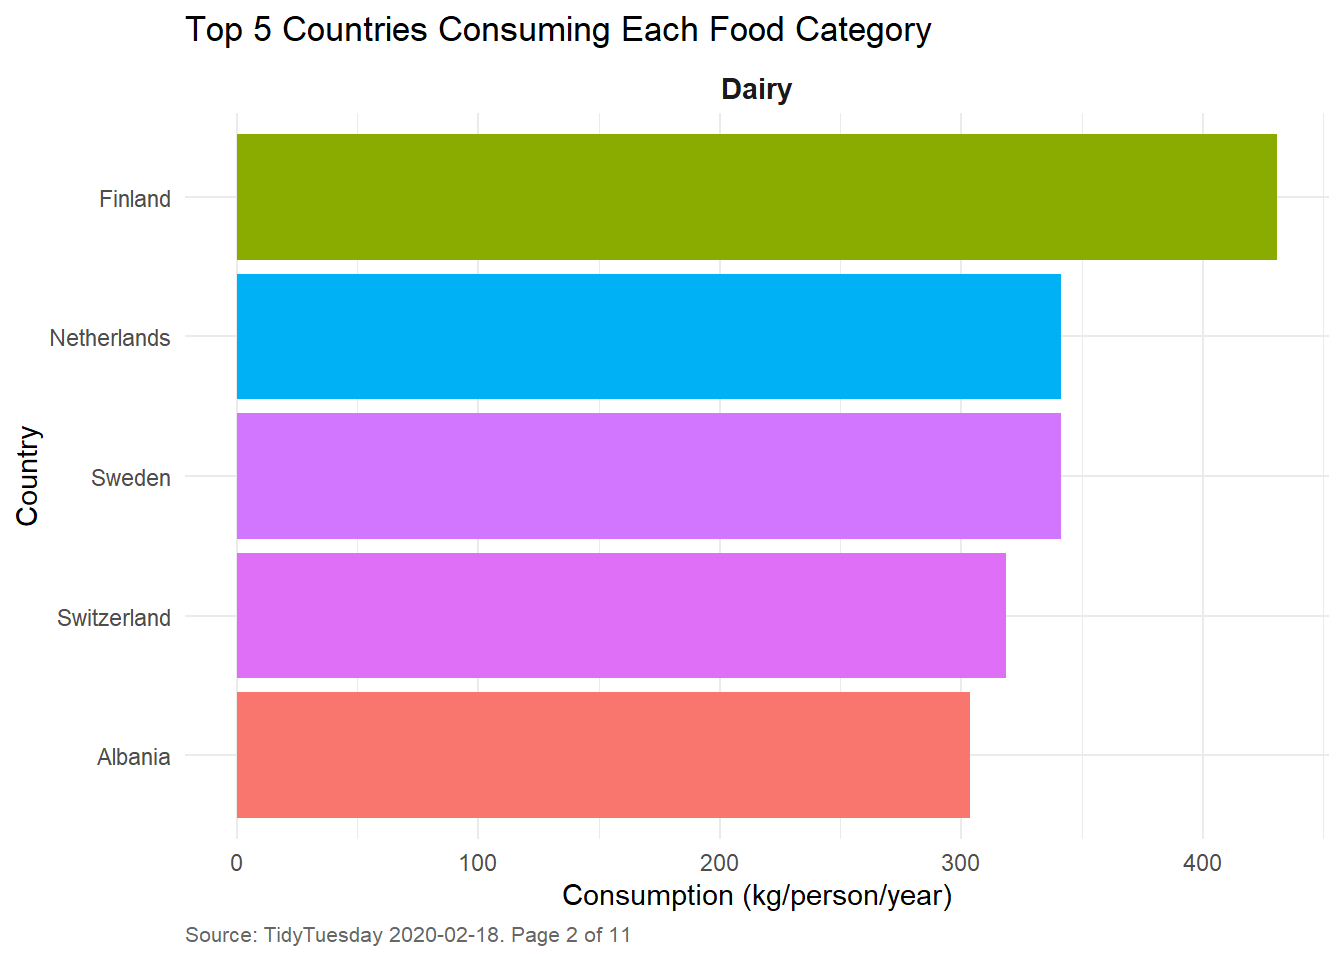 Top 5 Countries Consuming Each Food Category
Dairy
Finland
Netherlands
Sweden
Switzerland
Albania
Country
0 100 200 300 400
Consumption (kg/person/year)
Source: TidyTuesday 2020-02-18. Page 2 of 11